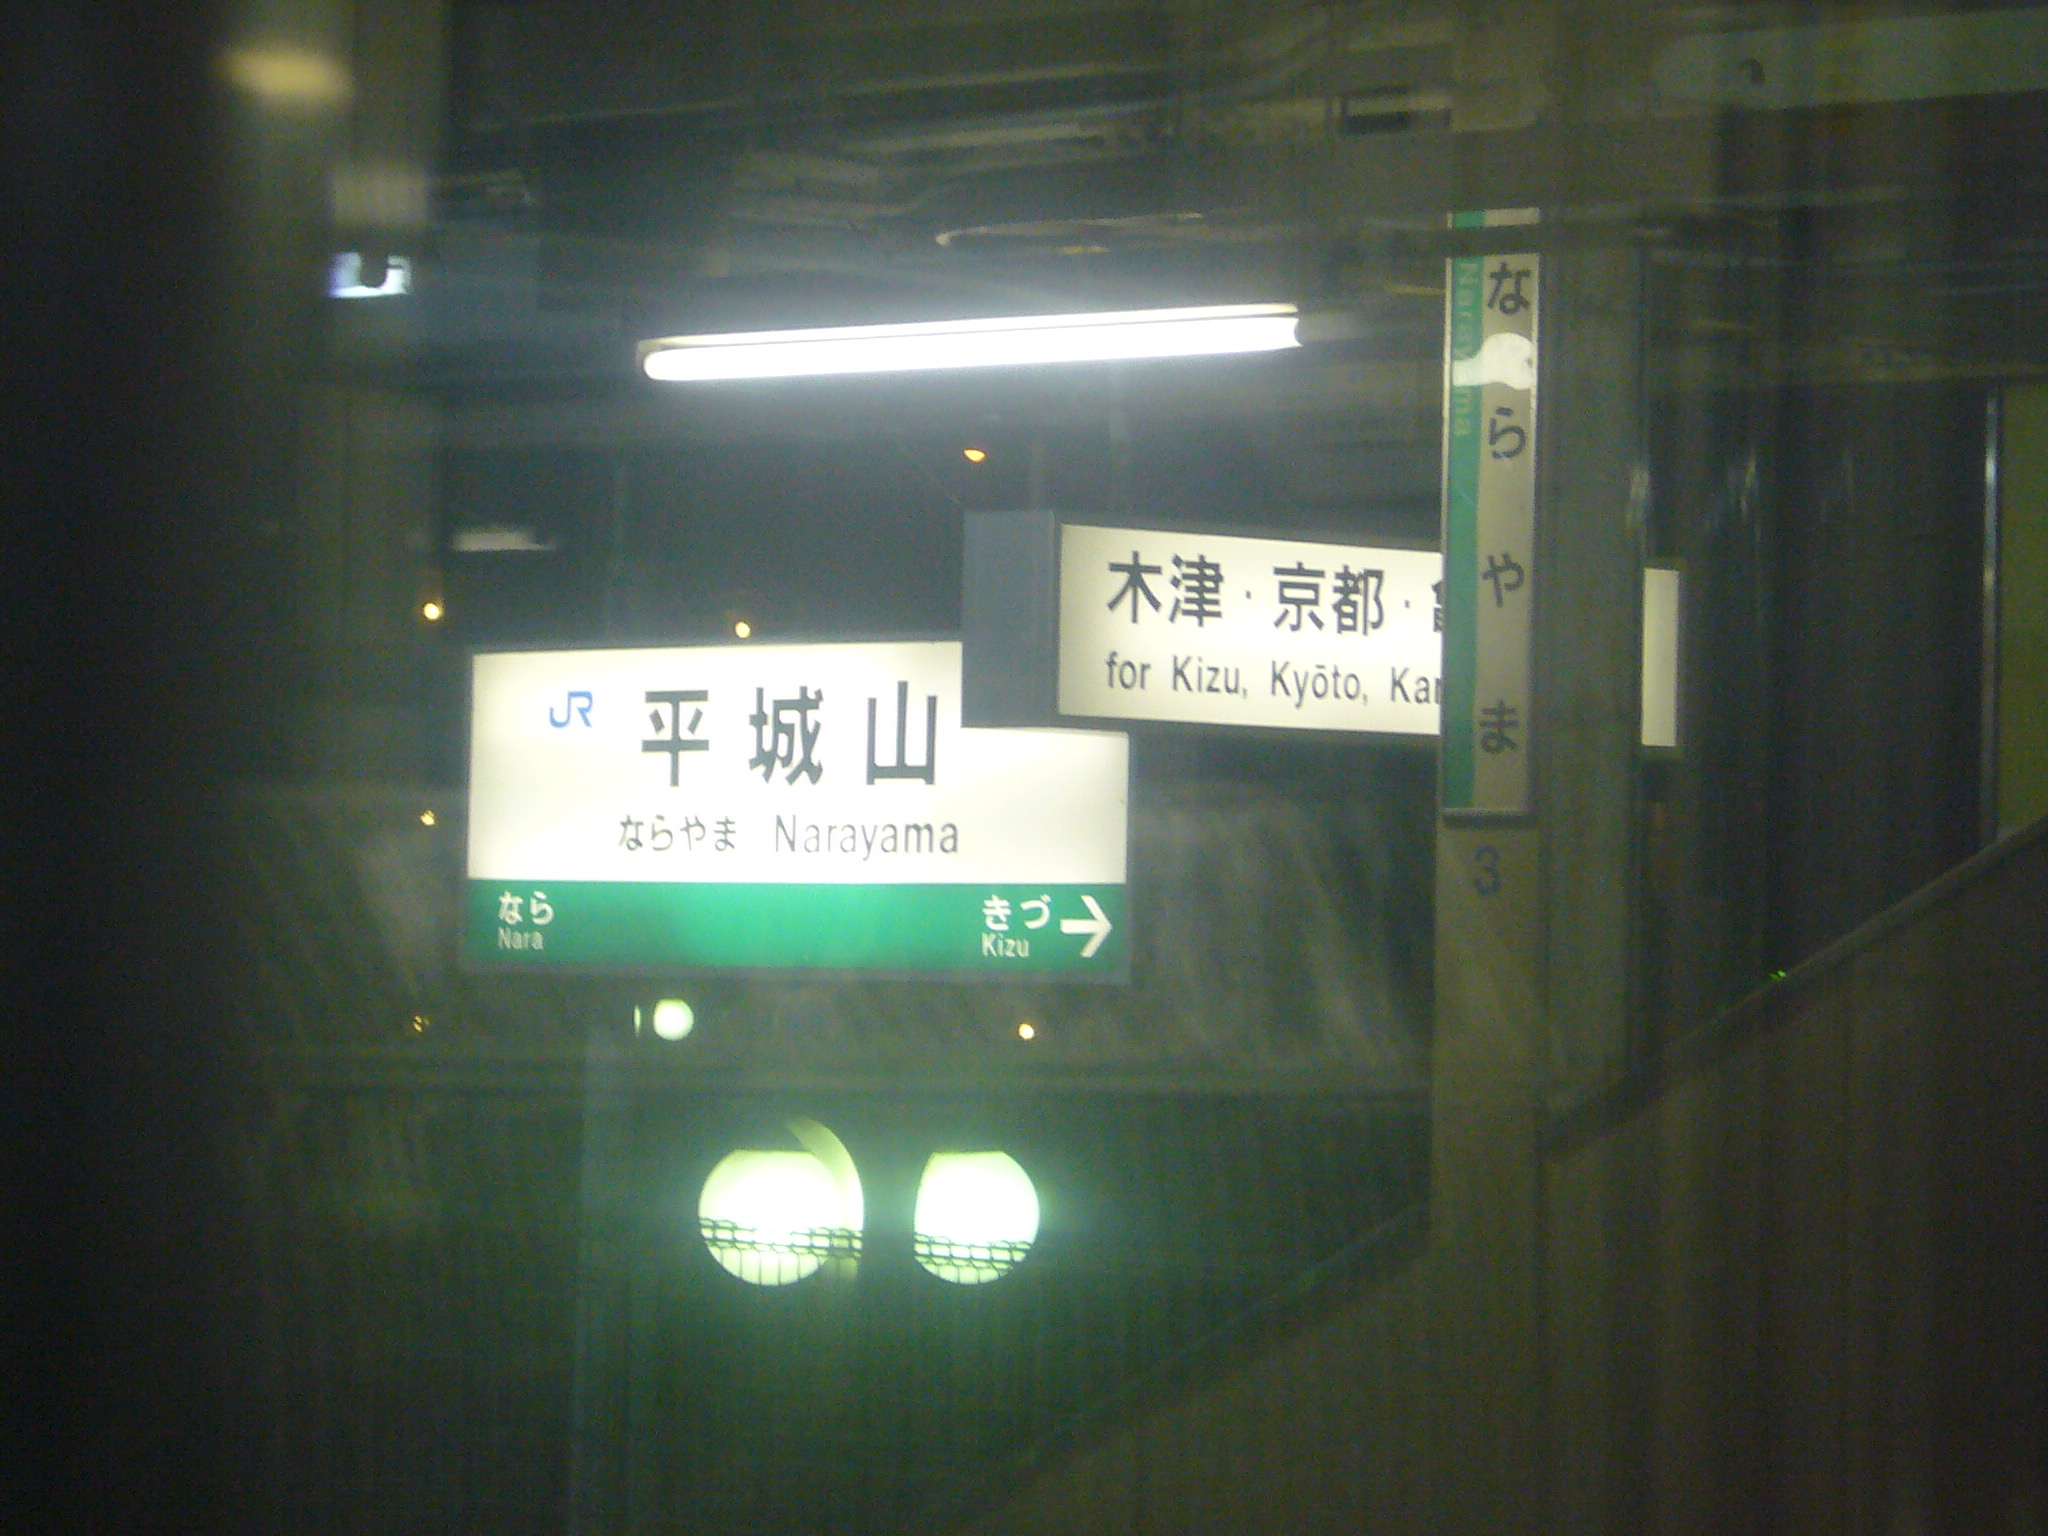 JR 平城山
ならやま Narayama
なら きづ →
Nara Kizu
木津・京都・
for Kizu, Kyōto,
ならやま
Narayama
3